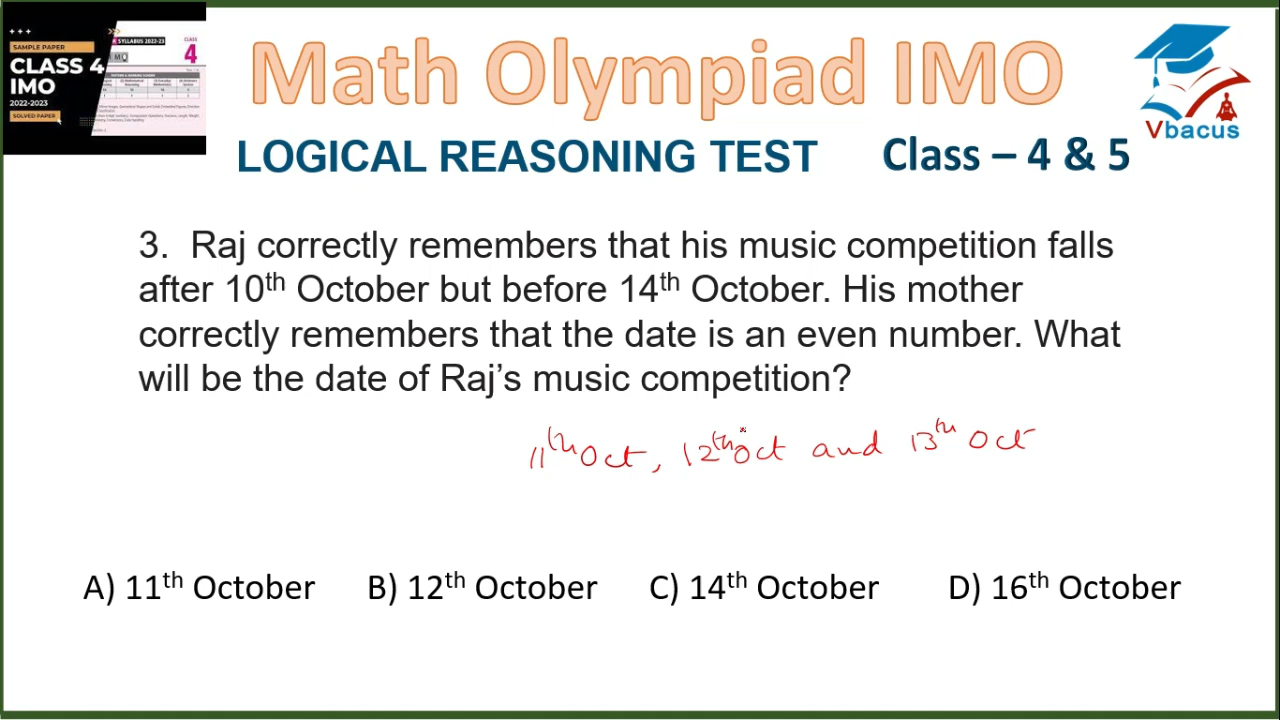 + + +
SAMPLE PAPER
CLASS 4
IMO
2022-2023
SOLVED PAPER
SYLLABUS 2022-23
CLASS
4
Math Olympiad IMO
Vbacus
LOGICAL REASONING TEST
Class – 4 & 5
3. Raj correctly remembers that his music competition falls
after 10th October but before 14th October. His mother
correctly remembers that the date is an even number. What
will be the date of Raj’s music competition?
11th Oct, 12th Oct and 13th Oct
A) 11th October B) 12th October C) 14th October D) 16th October